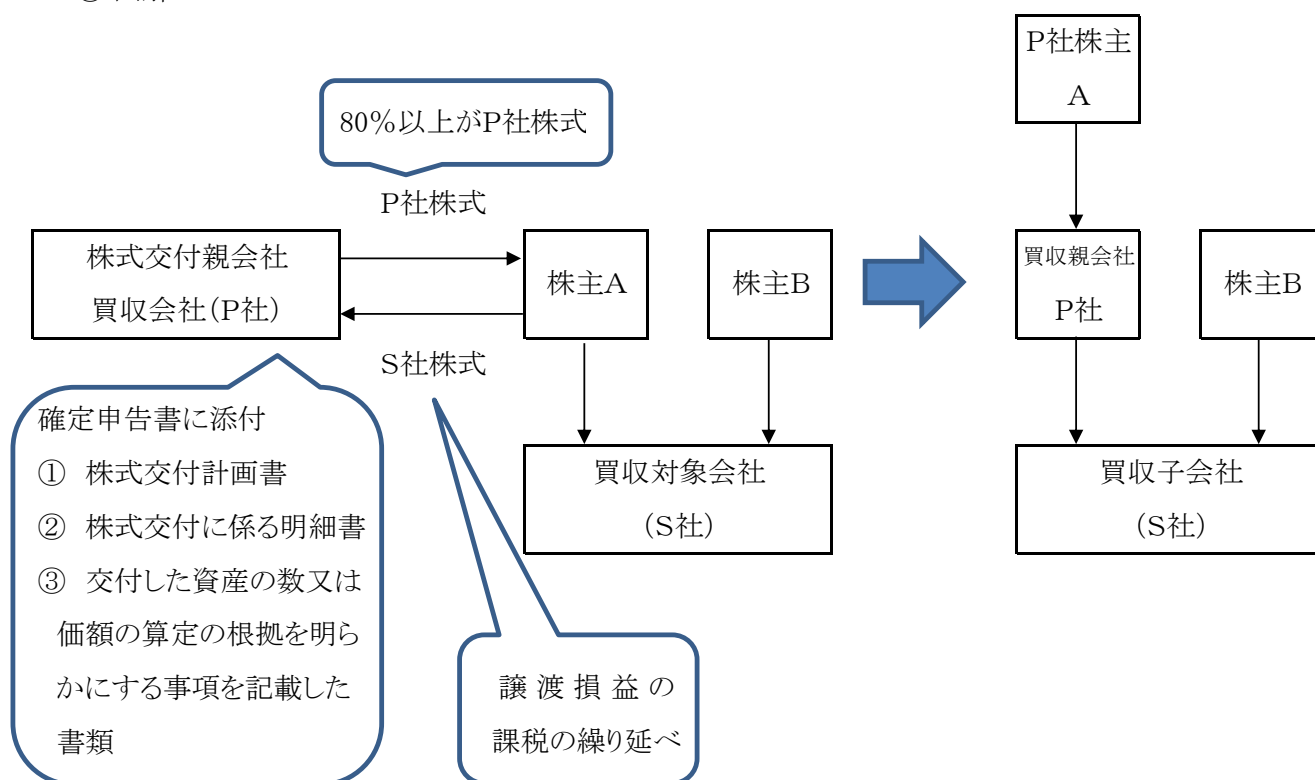 P社株主
A
80%以上がP社株式
P社株式
株式交付親会社
買収会社(P社)
株主A
株主B
買収親会社
P社
株主B
S社株式
確定申告書に添付
① 株式交付計画書
② 株式交付に係る明細書
③ 交付した資産の数又は
価額の算定の根拠を明ら
かにする事項を記載した
書類
買収対象会社
(S社)
買収子会社
(S社)
譲渡損益の
課税の繰り延べ